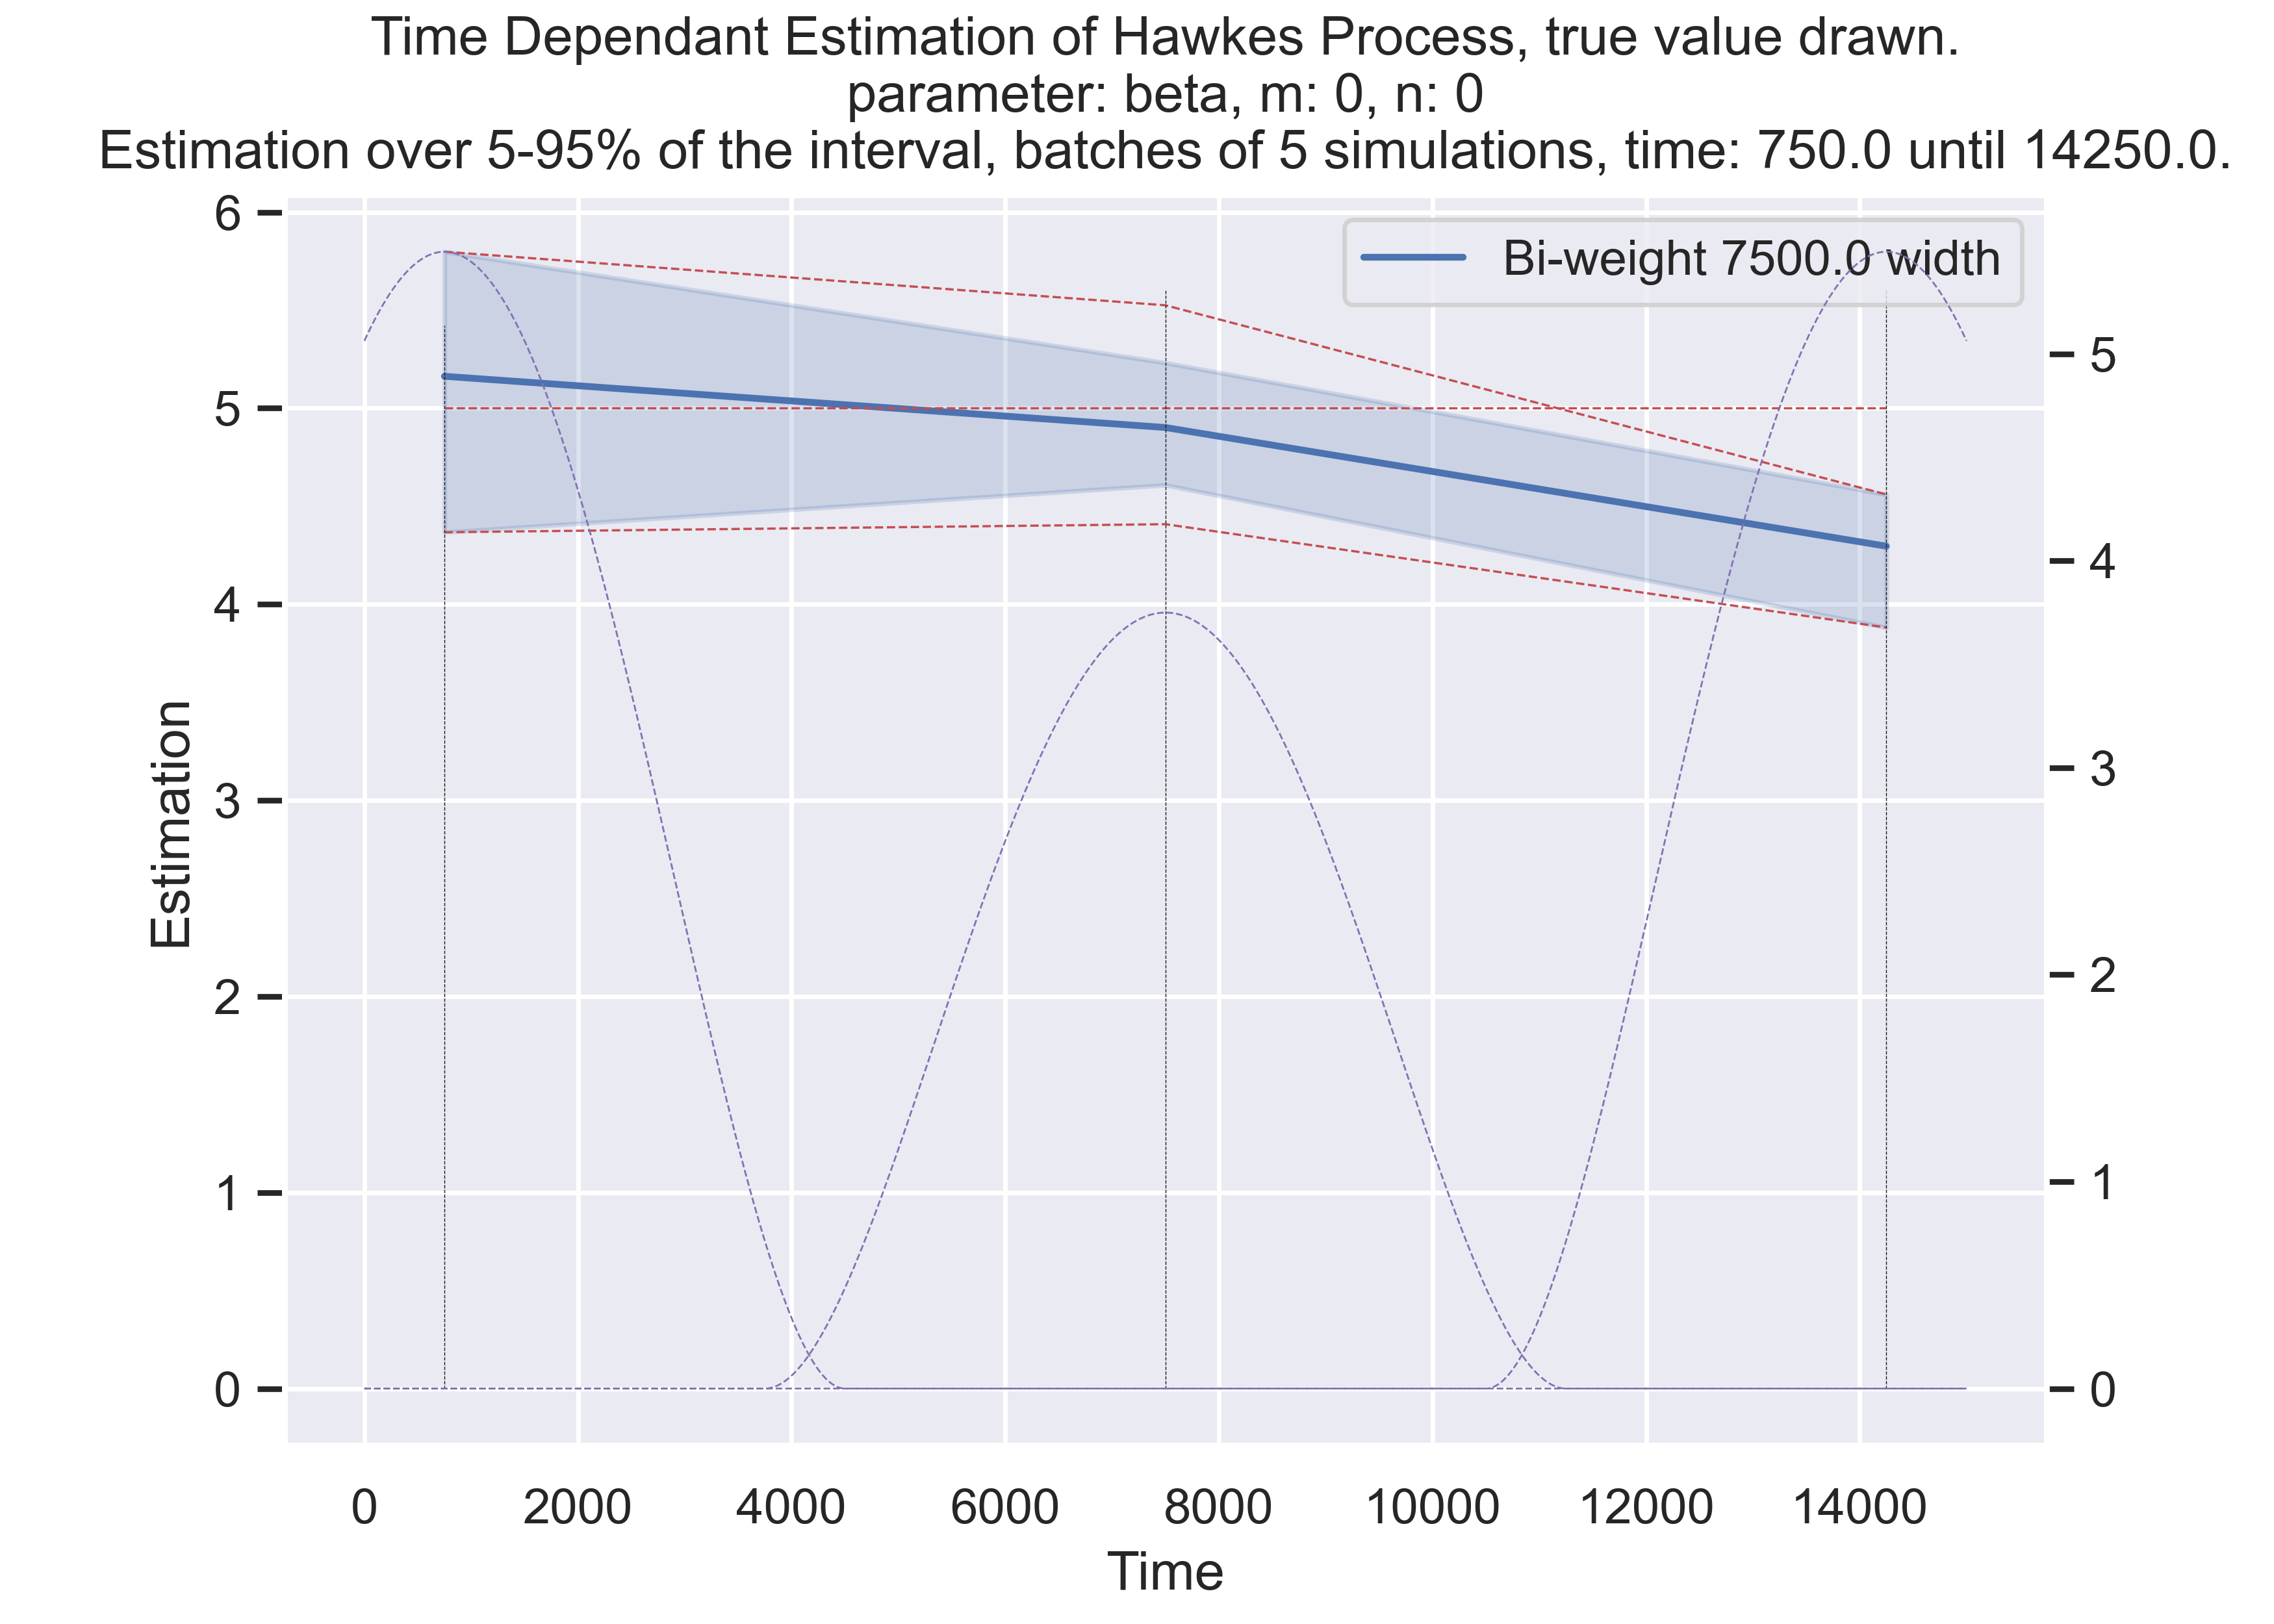 Time Dependant Estimation of Hawkes Process, true value drawn.
parameter: beta, m: 0, n: 0
Estimation over 5-95% of the interval, batches of 5 simulations, time: 750.0 until 14250.0.
Bi-weight 7500.0 width
6
5
4
3
2
1
0
Estimation
5
4
3
2
1
0
0 2000 4000 6000 8000 10000 12000 14000
Time